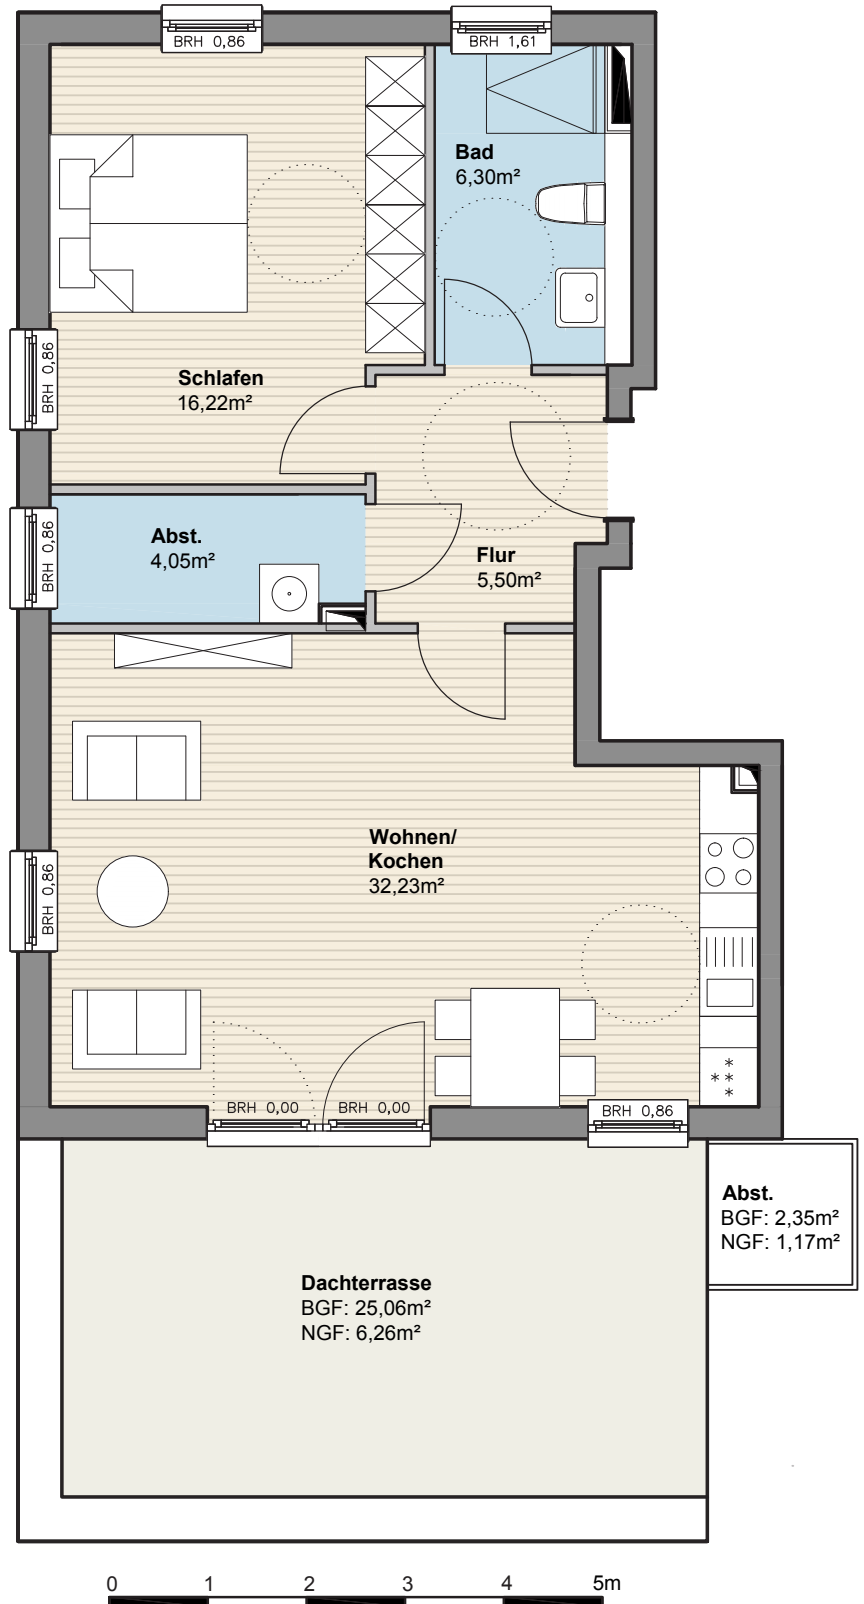 BRH 0,86
BRH 1,61
Bad
6,30m²
BRH 0,86
Schlafen
16,22m²
BRH 0,86
Abst.
4,05m²
Flur
5,50m²
Wohnen/
Kochen
32,23m²
BRH 0,86
BRH 0,00
BRH 0,00
BRH 0,86
Abst.
BGF: 2,35m²
NGF: 1,17m²
Dachterrasse
BGF: 25,06m²
NGF: 6,26m²
0 1 2 3 4 5m